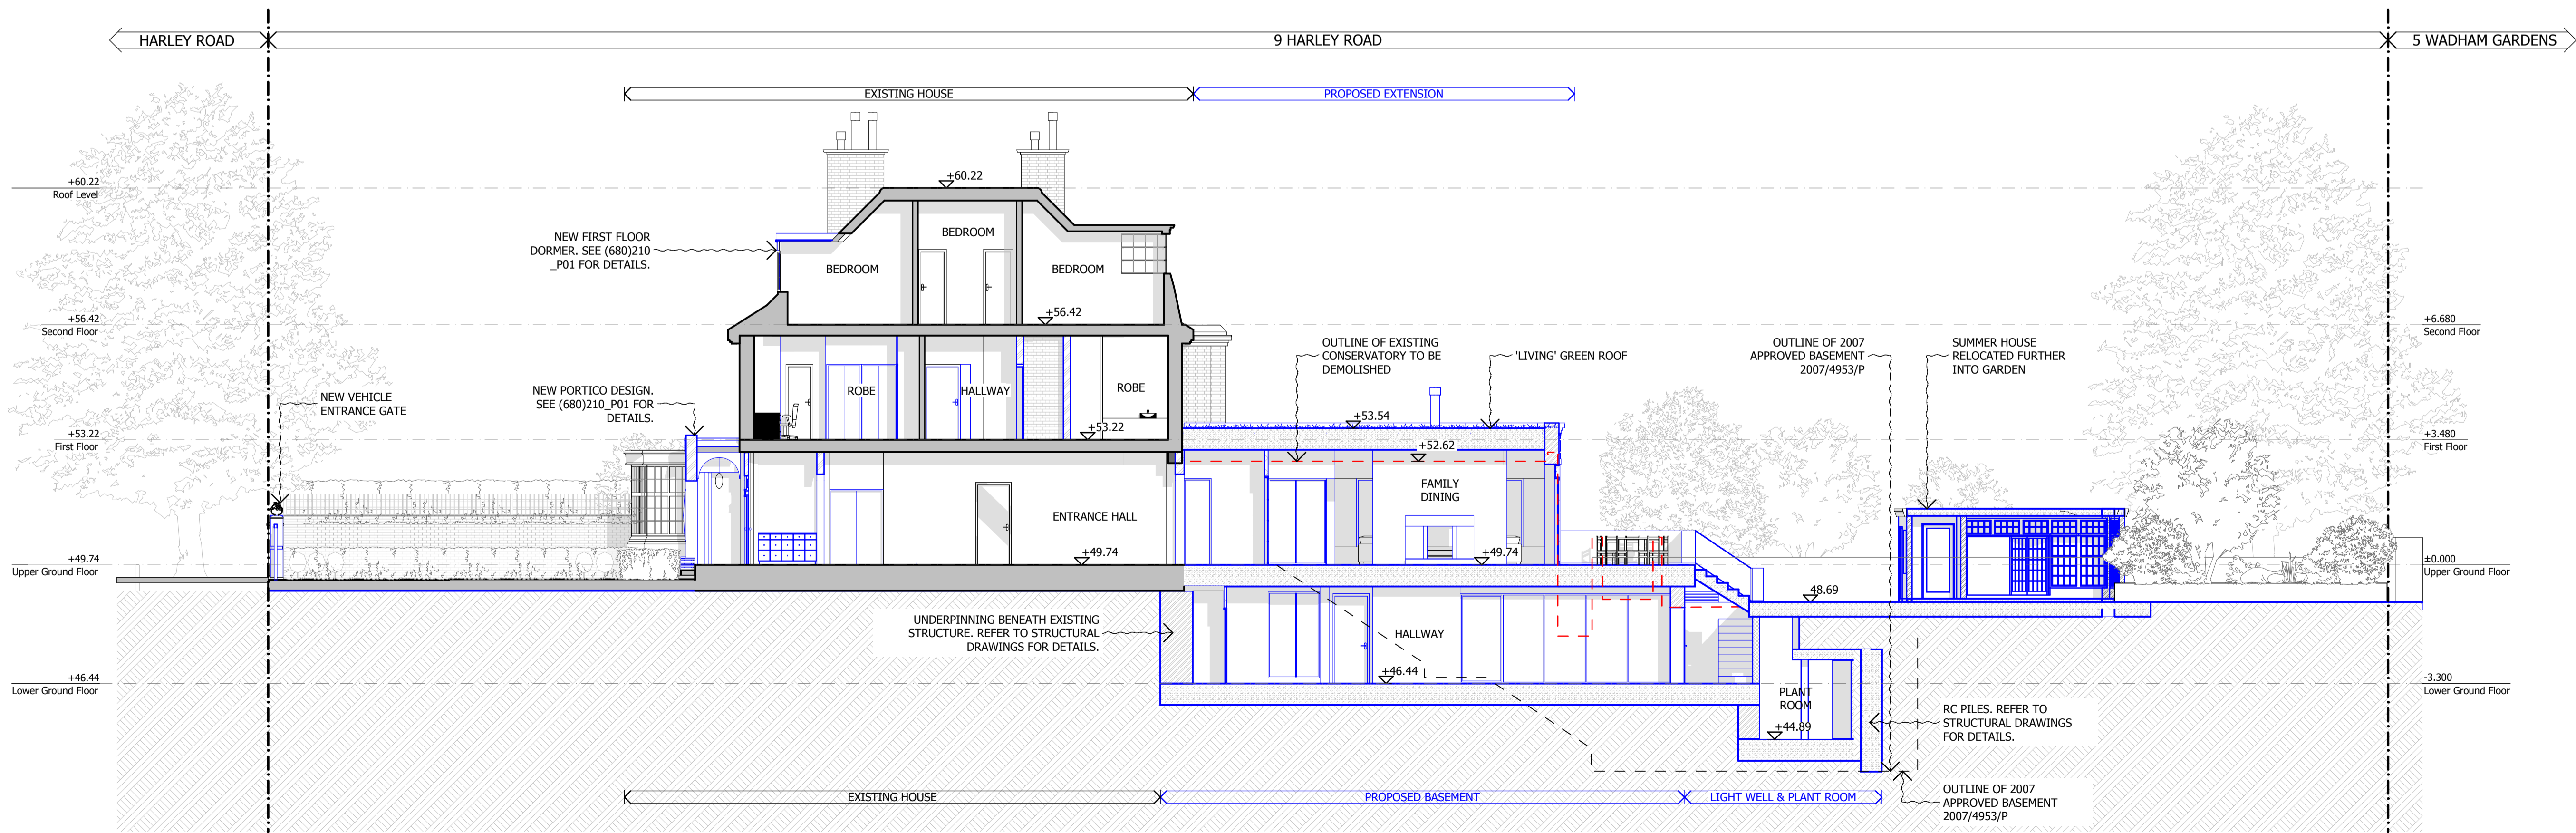 HARLEY ROAD
9 HARLEY ROAD
5 WADHAM GARDENS
EXISTING HOUSE
PROPOSED EXTENSION
+60.22
Roof Level
+60.22
NEW FIRST FLOOR
DORMER. SEE (680)210
_P01 FOR DETAILS.
BEDROOM
BEDROOM
BEDROOM
+56.42
Second Floor
+56.42
+6.680
Second Floor
OUTLINE OF EXISTING
CONSERVATORY TO BE
DEMOLISHED
'LIVING' GREEN ROOF
OUTLINE OF 2007
APPROVED BASEMENT
2007/4953/P
SUMMER HOUSE
RELOCATED FURTHER
INTO GARDEN
NEW VEHICLE
ENTRANCE GATE
NEW PORTICO DESIGN.
SEE (680)210_P01 FOR
DETAILS.
ROBE
HALLWAY
ROBE
+53.22
First Floor
+53.22
+53.54
+52.62
+3.480
First Floor
FAMILY
DINING
ENTRANCE HALL
+49.74
Upper Ground Floor
+49.74
+49.74
±0.000
Upper Ground Floor
48.69
UNDERPINNING BENEATH EXISTING
STRUCTURE. REFER TO STRUCTURAL
DRAWINGS FOR DETAILS.
HALLWAY
+46.44
Lower Ground Floor
+46.44
-3.300
Lower Ground Floor
PLANT
ROOM
+44.89
RC PILES. REFER TO
STRUCTURAL DRAWINGS
FOR DETAILS.
EXISTING HOUSE
PROPOSED BASEMENT
LIGHT WELL & PLANT ROOM
OUTLINE OF 2007
APPROVED BASEMENT
2007/4953/P